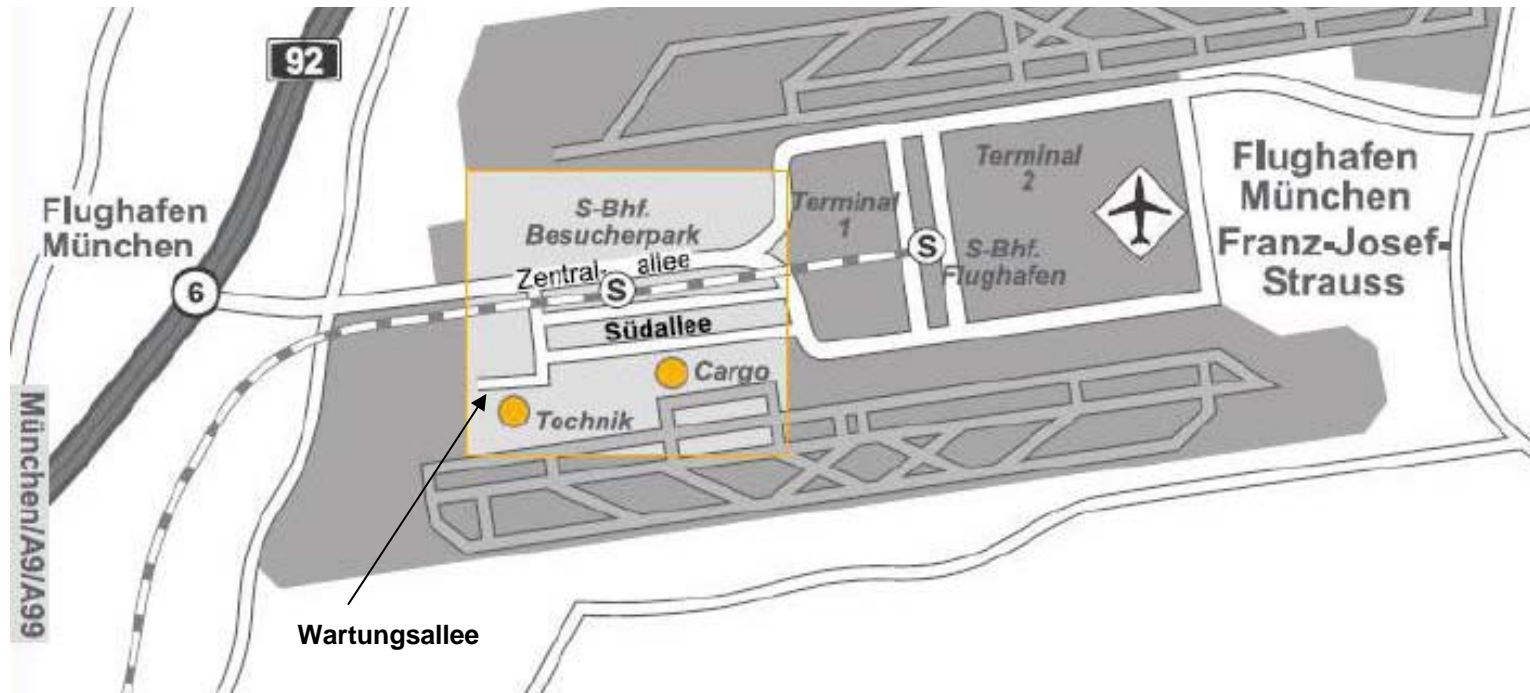 92
Flughafen
München
6
S-Bhf.
Besucherpark
Zentral-allee
S
Südallee
Cargo
Technik
Terminal
1
Terminal
2
S
S-Bhf.
Flughafen
Flughafen
München
Franz-Josef-
Strauss
München/A9/A99
Wartungsallee